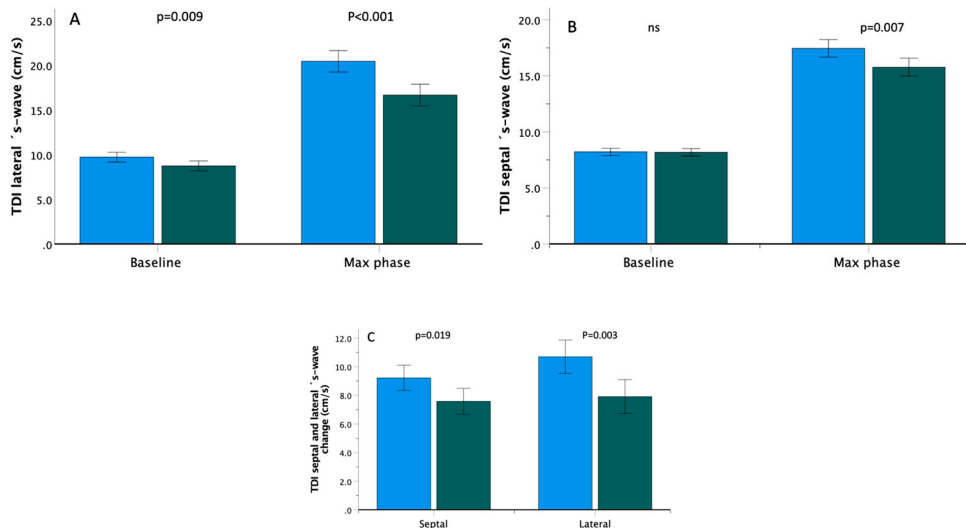 A
p=0.009
P<0.001
TDI lateral ´s-wave (cm/s)
25.0
20.0
15.0
10.0
5.0
.0
Baseline
Max phase
B
ns
p=0.007
TDI septal ´s-wave (cm/s)
20.0
15.0
10.0
5.0
.0
Baseline
Max phase
C
p=0.019
P=0.003
TDI septal and lateral ´s-wave
change (cm/s)
12.0
10.0
8.0
6.0
4.0
2.0
.0
Septal
Lateral